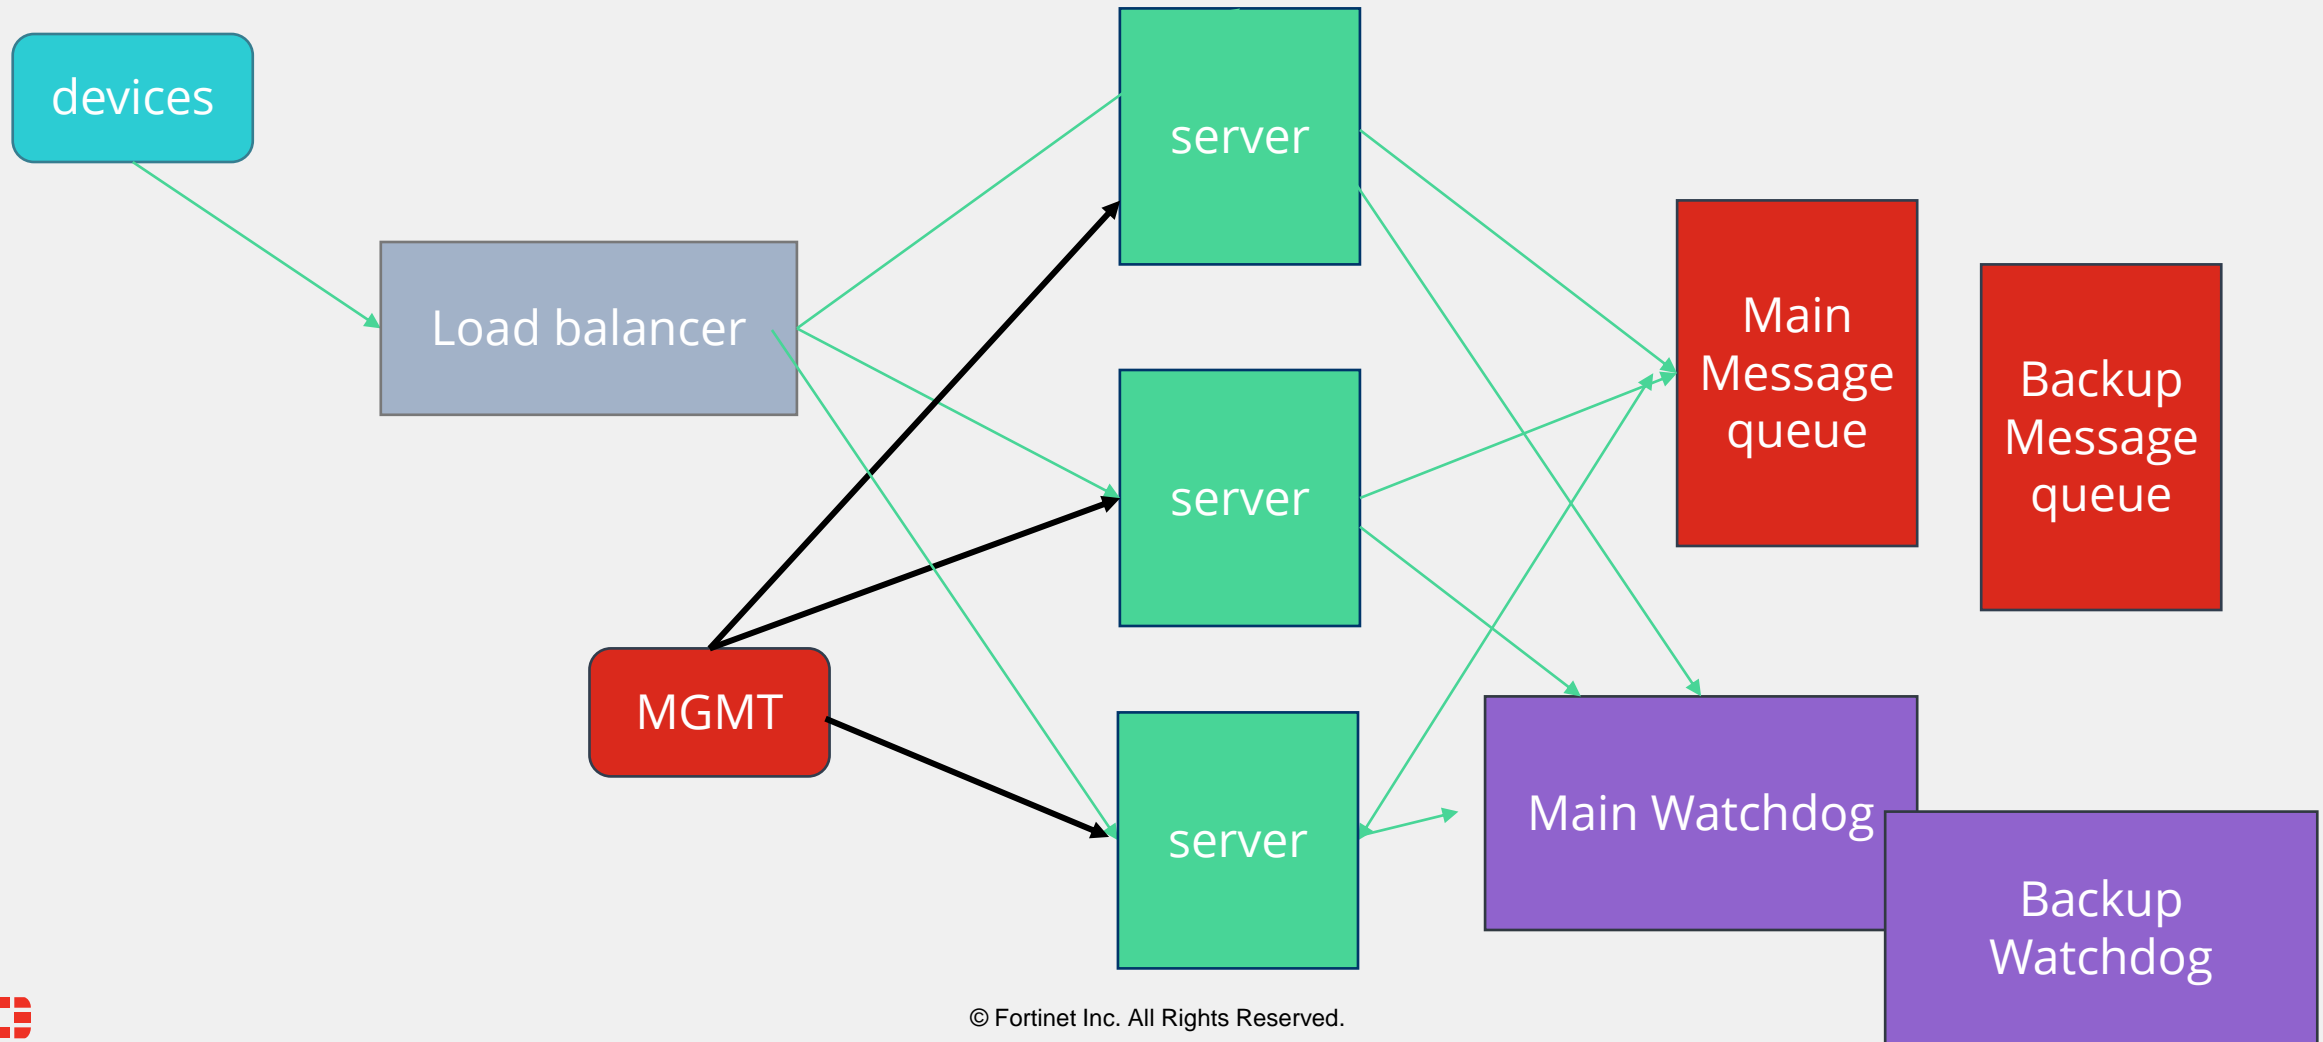 devices
server
Load balancer
Main
Message
queue
Backup
Message
queue
server
MGMT
server
Main Watchdog
Backup
Watchdog
© Fortinet Inc. All Rights Reserved.